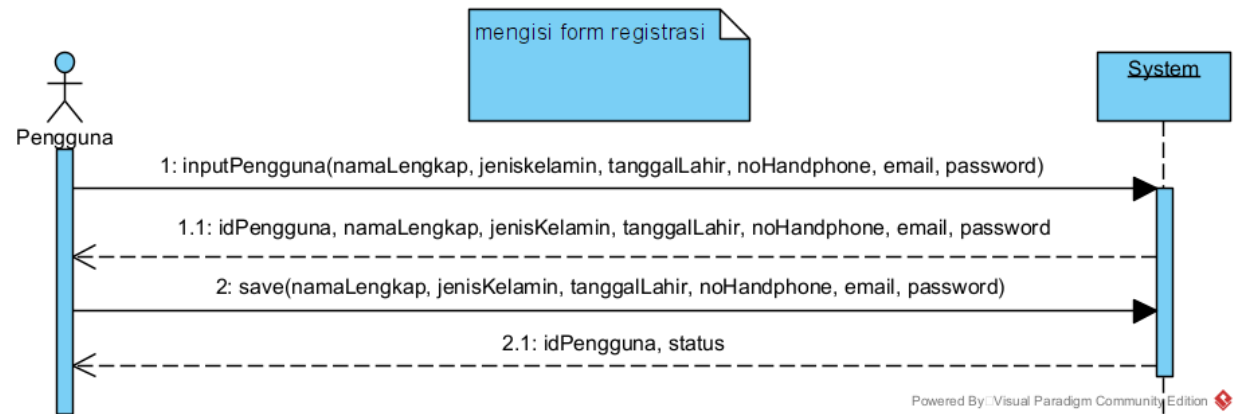 mengisi form registrasi
System
Pengguna
1: inputPengguna(namaLengkap, jeniskelamin, tanggalLahir, noHandphone, email, password)
1.1: idPengguna, namaLengkap, jenisKelamin, tanggalLahir, noHandphone, email, password
2: save(namaLengkap, jenisKelamin, tanggalLahir, noHandphone, email, password)
2.1: idPengguna, status
Powered By Visual Paradigm Community Edition